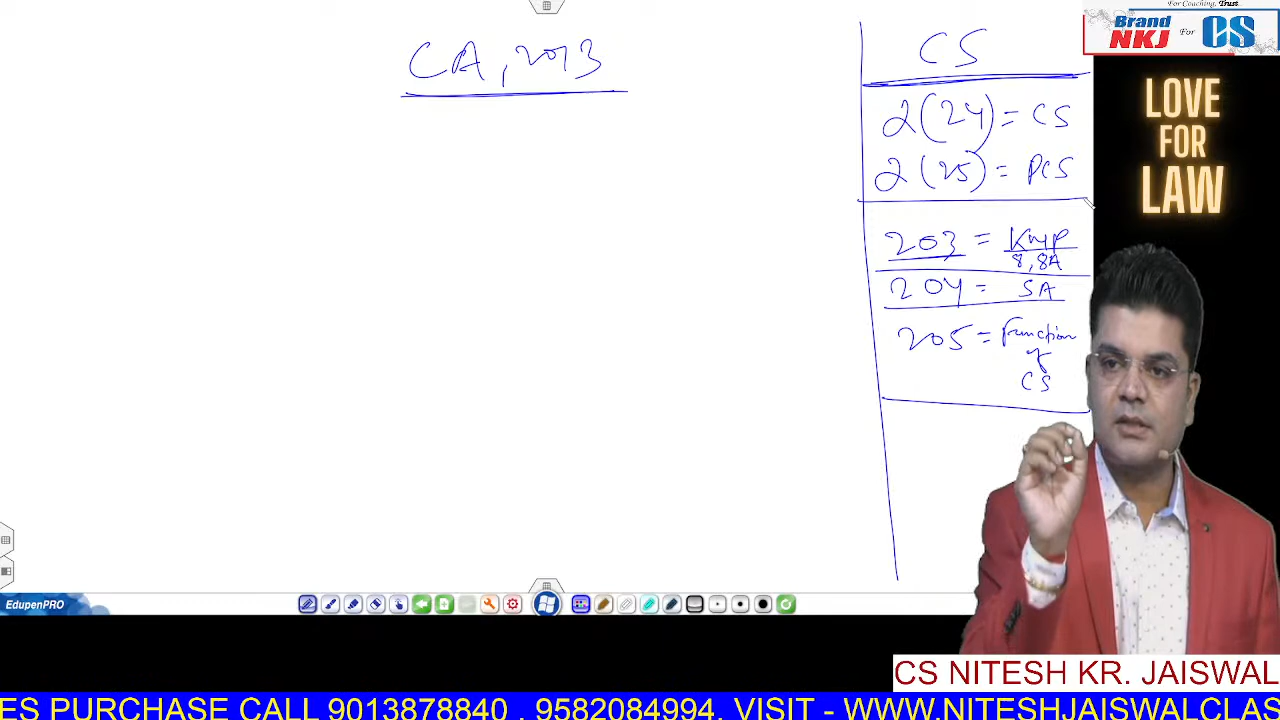 For Coaching, Trust
Brand
NKJ
For
CS
CA, 2013
CS
2(24) = CS
2(25) = PCS
203 = KMP
8, 8A
204 = SA
205 = Function
of
CS
LOVE
FOR
LAW
EdupenPRO
CS NITESH KR. JAISWAL
ES PURCHASE CALL 9013878840 , 9582084994, VISIT - WWW.NITESHJAISWALCLAS